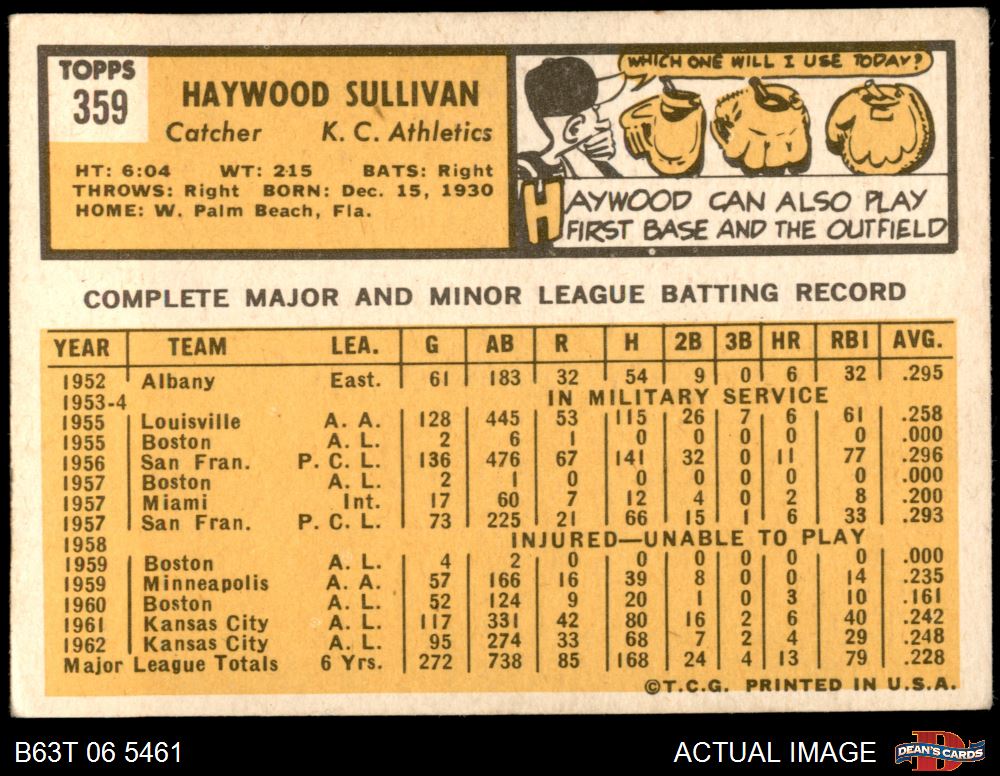 TOPPS
359
HAYWOOD SULLIVAN
Catcher K. C. Athletics
HT: 6:04 WT: 215 BATS: Right
THROWS: Right BORN: Dec. 15, 1930
HOME: W. Palm Beach, Fla.
WHICH ONE WILL I USE TODAY?
HAYWOOD CAN ALSO PLAY
FIRST BASE AND THE OUTFIELD
COMPLETE MAJOR AND MINOR LEAGUE BATTING RECORD
YEAR TEAM LEA. G AB R H 2B 3B HR RBI AVG.
1952 Albany East. 61 183 32 54 9 0 6 32 .295
1953-4 IN MILITARY SERVICE
1955 Louisville A. A. 128 445 53 115 26 7 6 61 .258
1955 Boston A. L. 2 6 1 0 0 0 0 0 .000
1956 San Fran. P. C. L. 136 476 67 141 32 0 11 77 .296
1957 Boston A. L. 2 1 0 0 0 0 0 0 .000
1957 Miami Int. 17 60 7 12 4 0 2 8 .200
1957 San Fran. P. C. L. 73 225 21 66 15 1 6 33 .293
1958 INJURED—UNABLE TO PLAY
1959 Boston A. L. 4 2 0 0 0 0 0 0 .000
1959 Minneapolis A. A. 57 166 16 39 8 0 0 14 .235
1960 Boston A. L. 52 124 9 20 1 0 3 10 .161
1961 Kansas City A. L. 117 331 42 80 16 2 6 40 .242
1962 Kansas City A. L. 95 274 33 68 7 2 4 29 .248
Major League Totals 6 Yrs. 272 738 85 168 24 4 13 79 .228
©T.C.G. PRINTED IN U.S.A.
B63T 06 5461
ACTUAL IMAGE
D
DEAN'S CARDS